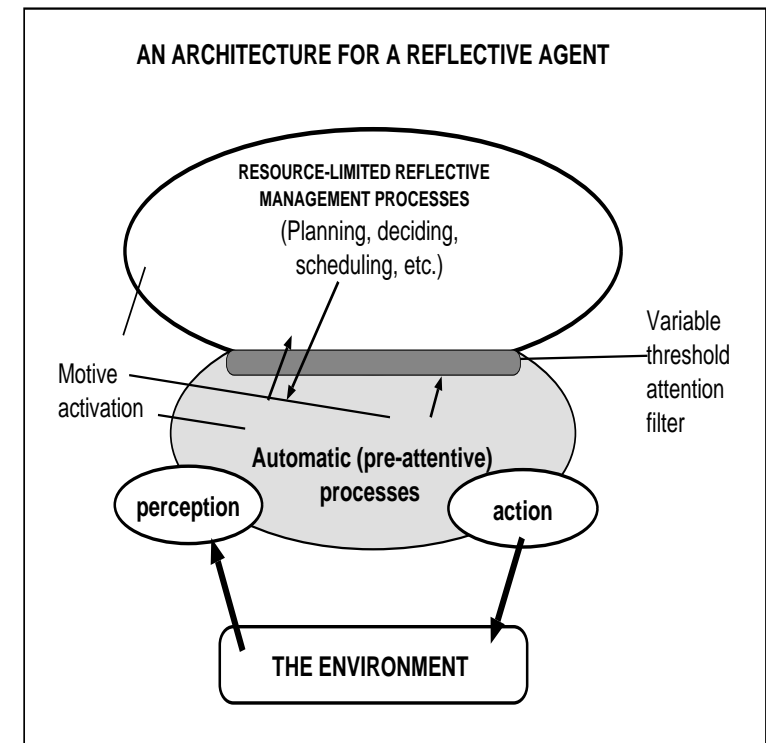 AN ARCHITECTURE FOR A REFLECTIVE AGENT
RESOURCE-LIMITED REFLECTIVE
MANAGEMENT PROCESSES
(Planning, deciding,
scheduling, etc.)
Variable
threshold
attention
filter
Motive
activation
Automatic (pre-attentive)
processes
perception
action
THE ENVIRONMENT